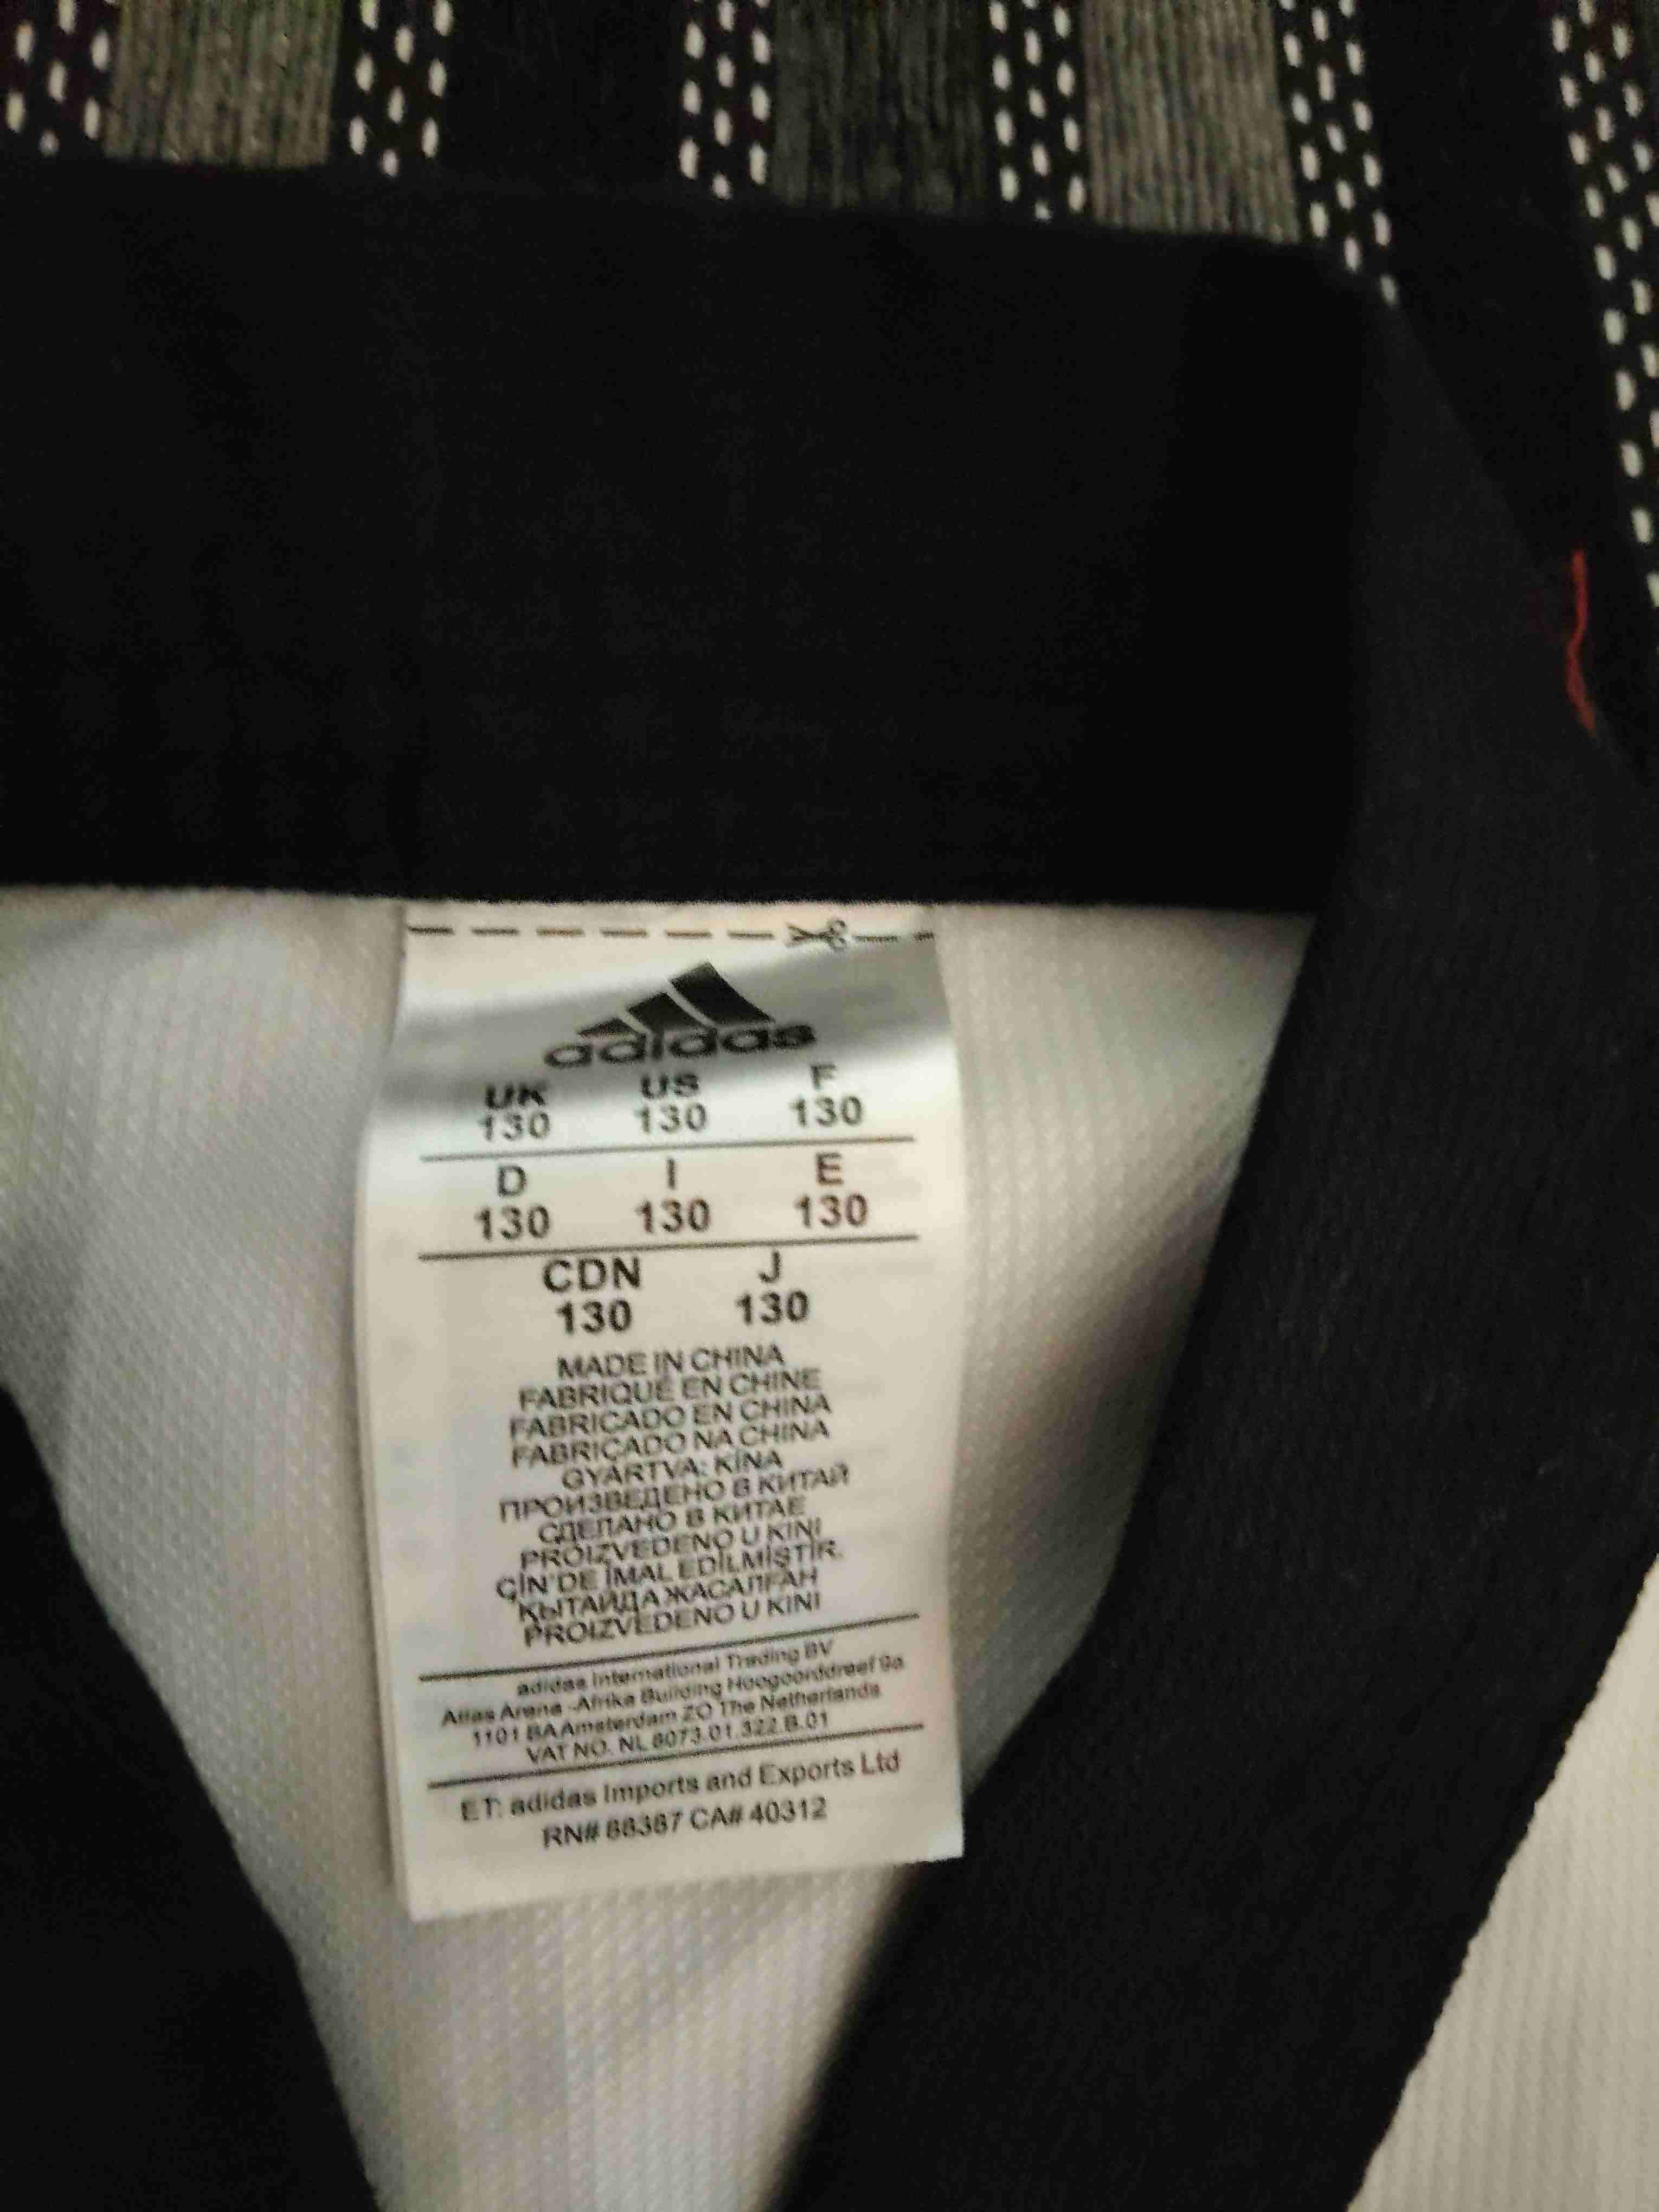 adidas
UK US F
130 130 130
D I E
130 130 130
CDN J
130 130
MADE IN CHINA
FABRIQUÉ EN CHINE
FABRICADO EN CHINA
FABRICADO NA CHINA
GYÁRTVA: KÍNA
ПРОИЗВЕДЕНО В КИТАЙ
СДЕЛАНО В КИТАЕ
PROIZVEDENO U KINI
ÇİN'DE İMAL EDİLMİŞTİR.
ҚЫТАЙДА ЖАСАЛҒАН
PROIZVEDENO U KINI
adidas International Trading BV
Atlas Arena -Afrika Building Hoogoorddreef 9a
1101 BA Amsterdam ZO The Netherlands
VAT NO. NL 8073.01.322.B.01
ET: adidas Imports and Exports Ltd
RN# 88387 CA# 40312